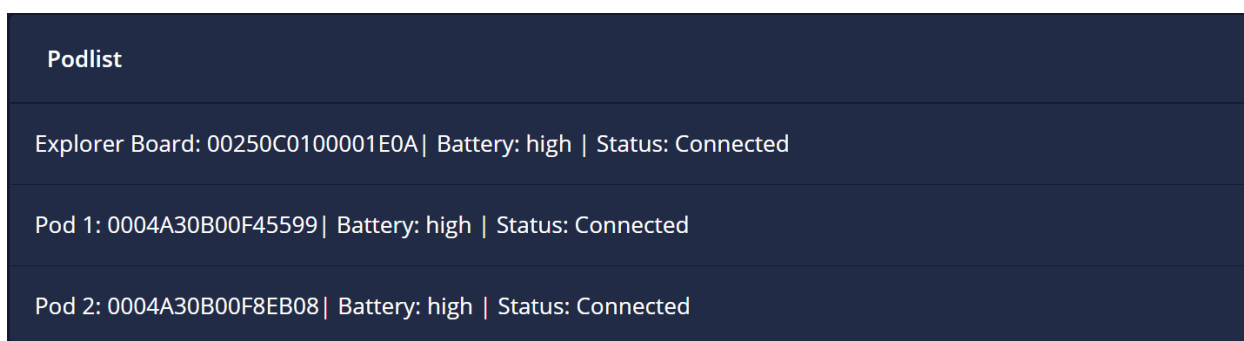 Podlist
Explorer Board: 00250C0100001E0A| Battery: high | Status: Connected
Pod 1: 0004A30B00F45599| Battery: high | Status: Connected
Pod 2: 0004A30B00F8EB08| Battery: high | Status: Connected